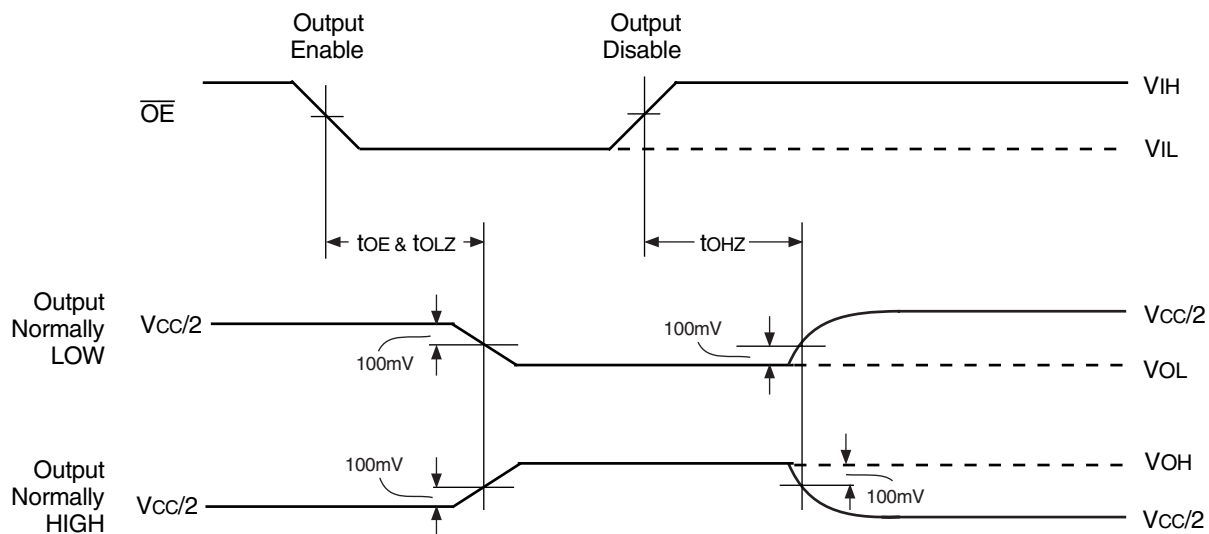 Output
Enable
Output
Disable
OE
VIH
VIL
tOE & tOLZ
tOHZ
Output
Normally
LOW
VCC/2
100mV
100mV
VCC/2
VOL
Output
Normally
HIGH
VCC/2
100mV
VOH
100mV
VCC/2